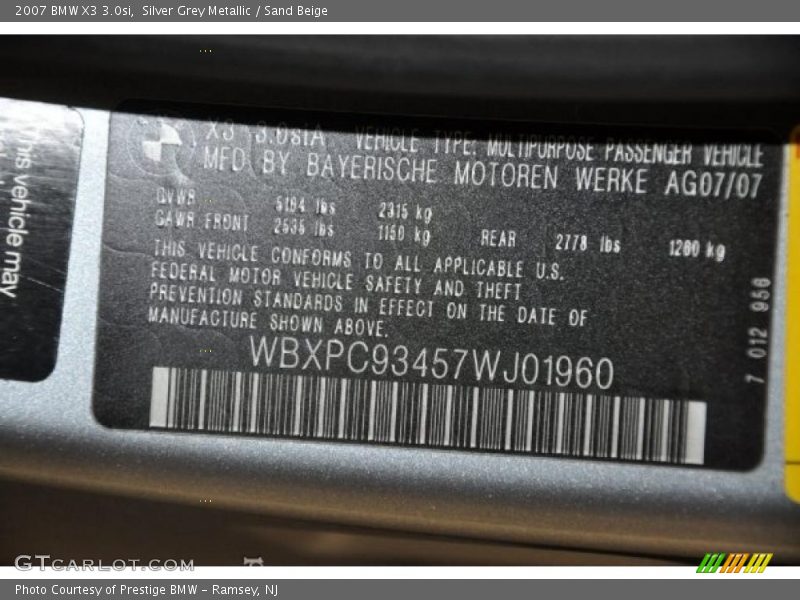 2007 BMW X3 3.0si, Silver Grey Metallic / Sand Beige
This vehicle may
X3 3.0siA VEHICLE TYPE: MULTIPURPOSE PASSENGER VEHICLE
MFD BY BAYERISCHE MOTOREN WERKE AG07/07
GVWR 5184 lbs 2315 kg
GAWR FRONT 2535 lbs 1150 kg REAR 2778 lbs 1260 kg
THIS VEHICLE CONFORMS TO ALL APPLICABLE U.S.
FEDERAL MOTOR VEHICLE SAFETY AND THEFT
PREVENTION STANDARDS IN EFFECT ON THE DATE OF
MANUFACTURE SHOWN ABOVE.
WBXPC93457WJ01960
7 012 956
GTCARLOT.COM
Photo Courtesy of Prestige BMW – Ramsey, NJ